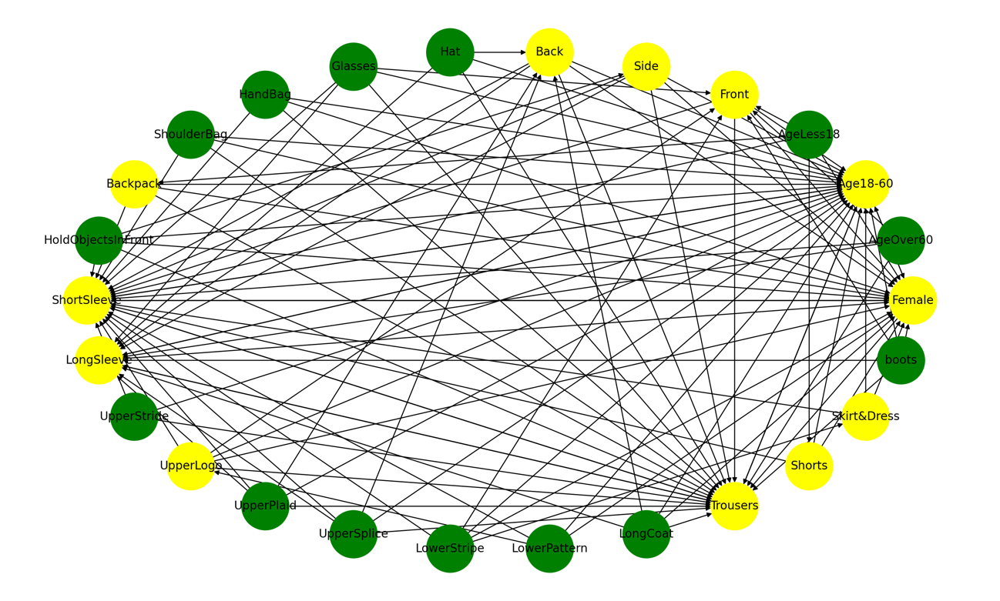 Hat
Back
Glasses
Side
HandBag
Front
ShoulderBag
AgeLess18
Backpack
Age18-60
HoldObjectsInFront
AgeOver60
ShortSleeve
Female
LongSleeve
boots
UpperStride
Skirt&Dress
UpperLogo
Shorts
UpperPlaid
Trousers
UpperSplice
LongCoat
LowerStripe
LowerPattern